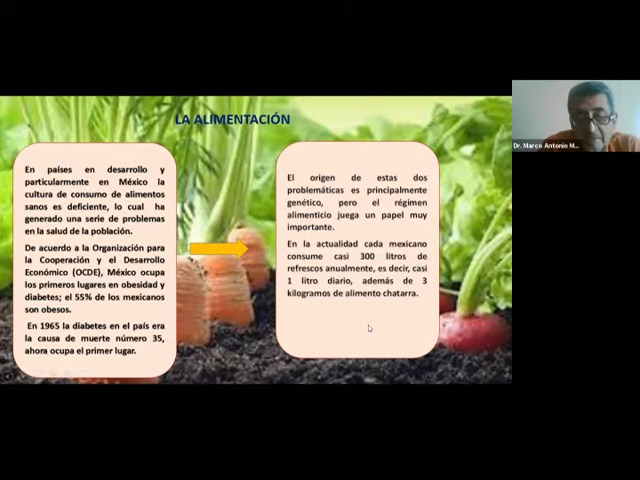 LA ALIMENTACIÓN
En países en desarrollo y
particularmente en México la
cultura de consumo de alimentos
sanos es deficiente, lo cual ha
generado una serie de problemas
en la salud de la población.
De acuerdo a la Organización para
la Cooperación y el Desarrollo
Económico (OCDE), México ocupa
los primeros lugares en obesidad y
diabetes; el 55% de los mexicanos
son obesos.
En 1965 la diabetes en el país era
la causa de muerte número 35,
ahora ocupa el primer lugar.
El origen de estas dos
problemáticas es principalmente
genético, pero el régimen
alimenticio juega un papel muy
importante.
En la actualidad cada mexicano
consume casi 300 litros de
refrescos anualmente, es decir, casi
1 litro diario, además de 3
kilogramos de alimento chatarra.
Dr. Marco Antonio M...